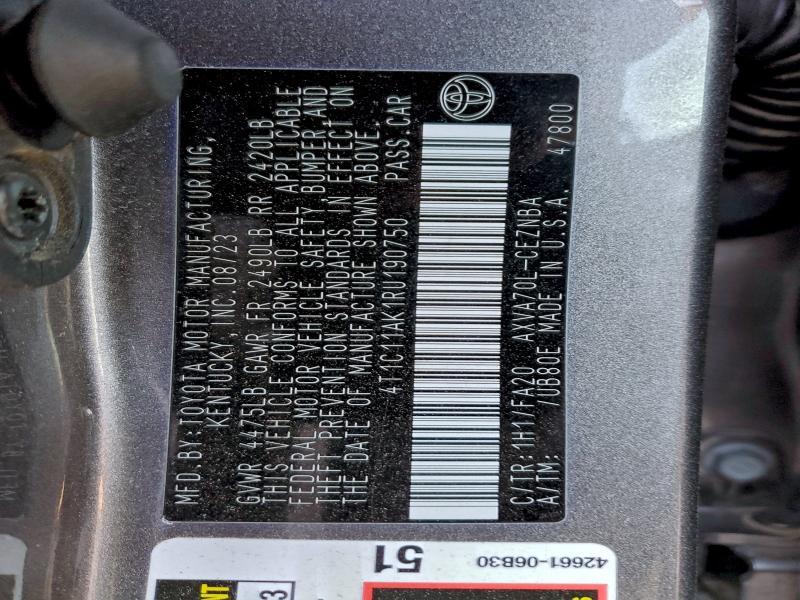 MFD.BY:TOYOTA MOTOR MANUFACTURING,
KENTUCKY, INC. 08/23
GVWR 4475LB GAWR FR 2490LB RR 2420LB
THIS VEHICLE CONFORMS TO ALL APPLICABLE
FEDERAL MOTOR VEHICLE SAFETY, BUMPER, AND
THEFT PREVENTION STANDARDS IN EFFECT ON
THE DATE OF MANUFACTURE SHOWN ABOVE.
4T1C11AK1RU190750 PASS CAR
C/TR:1H1/FA20 AXVA70L-CEZNBA
A/TM: /UB80E MADE IN U.S.A. 47800
51
42661-06B30